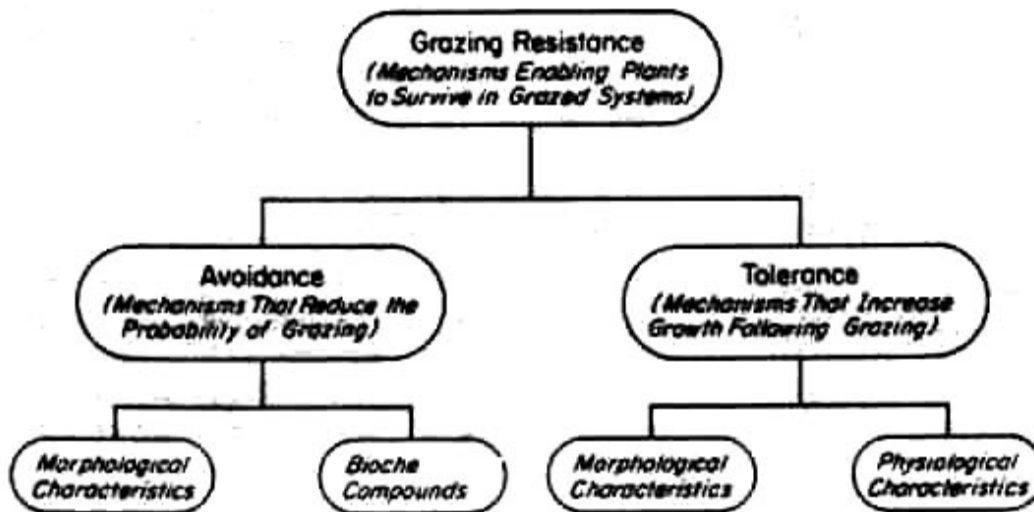 Grazing Resistance
(Mechanisms Enabling Plants
to Survive in Grazed Systems)
Avoidance
(Mechanisms That Reduce the
Probability of Grazing)
Tolerance
(Mechanisms That Increase
Growth Following Grazing)
Morphological
Characteristics
Bioche
Compounds
Morphological
Characteristics
Physiological
Characteristics